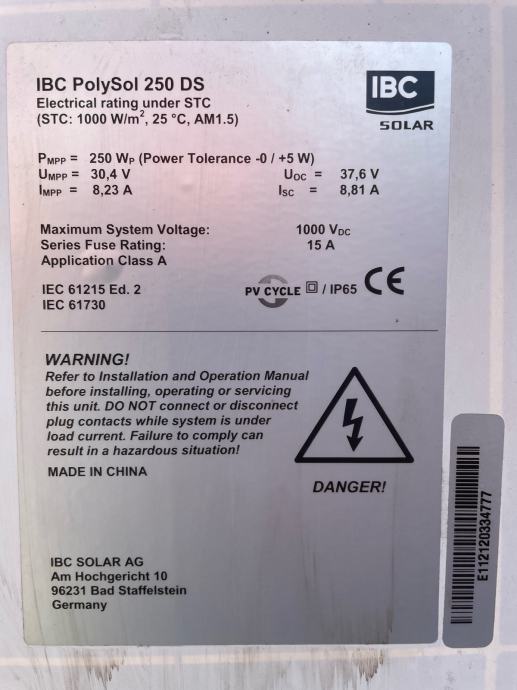 IBC PolySol 250 DS
Electrical rating under STC
(STC: 1000 W/m², 25 °C, AM1.5)
IBC
SOLAR
PMPP = 250 WP (Power Tolerance -0 / +5 W)
UMPP = 30,4 V UOC = 37,6 V
IMPP = 8,23 A ISC = 8,81 A
Maximum System Voltage: 1000 VDC
Series Fuse Rating: 15 A
Application Class A
IEC 61215 Ed. 2
IEC 61730
PV CYCLE / IP65 CE
WARNING!
Refer to Installation and Operation Manual
before installing, operating or servicing
this unit. DO NOT connect or disconnect
plug contacts while system is under
load current. Failure to comply can
result in a hazardous situation!
MADE IN CHINA
DANGER!
E112120334777
IBC SOLAR AG
Am Hochgericht 10
96231 Bad Staffelstein
Germany